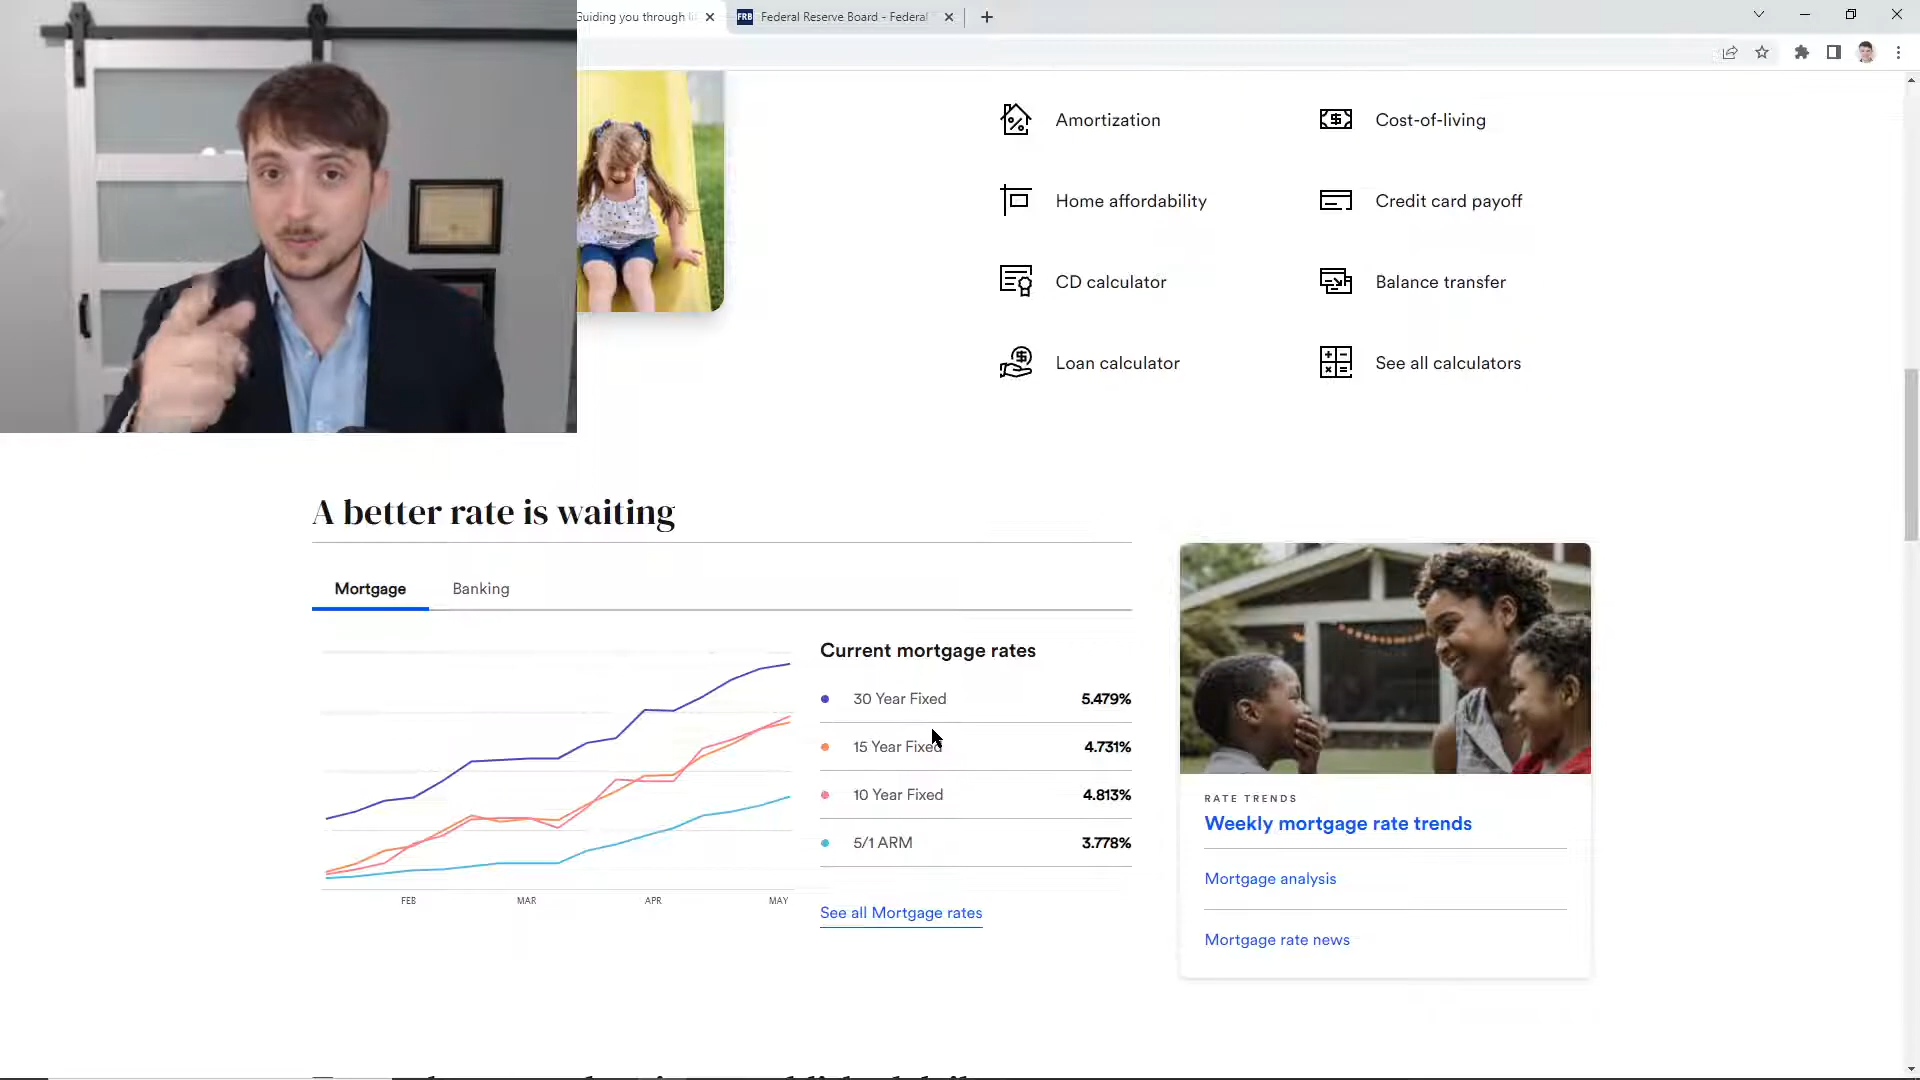 Guiding you through
FRB Federal Reserve Board - Federal
Amortization
Cost-of-living
Home affordability
Credit card payoff
CD calculator
Balance transfer
Loan calculator
See all calculators
A better rate is waiting
Mortgage
Banking
Current mortgage rates
30 Year Fixed 5.479%
15 Year Fixed 4.731%
10 Year Fixed 4.813%
5/1 ARM 3.778%
See all Mortgage rates
FEB MAR APR MAY
RATE TRENDS
Weekly mortgage rate trends
Mortgage analysis
Mortgage rate news